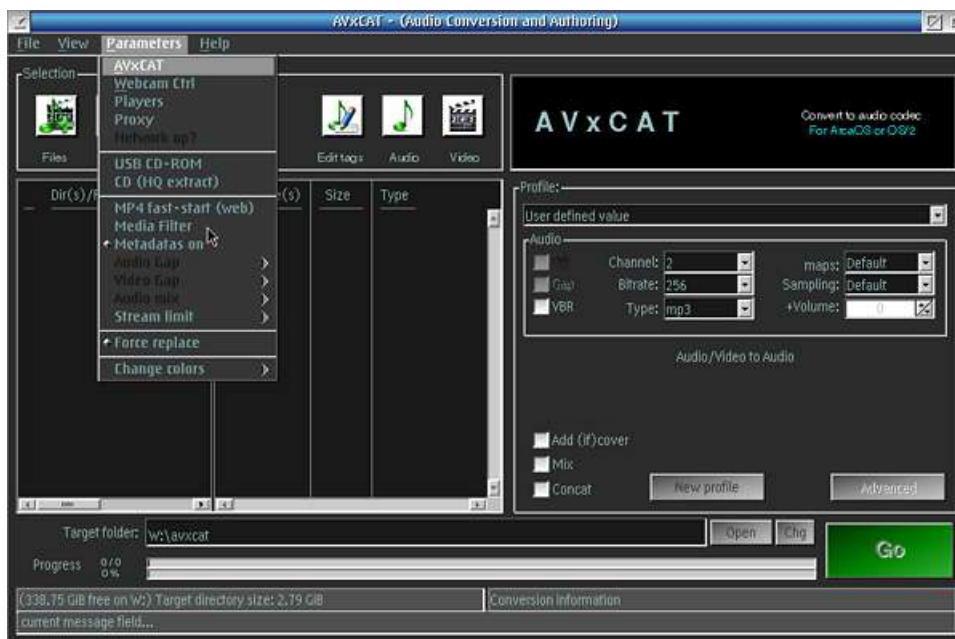 AVxCAT - (Audio Conversion and Authoring)
File View Parameters Help
AVxCAT
Webcam Ctrl
Players
Proxy
Network up?
USB CD-ROM
CD (HQ extract)
MP4 fast-start (web)
Media Filter
Metadatas on
Audio Gap
Video Gap
Audio mix
Stream limit
Force replace
Change colors
Selection
Files
Edit tags
Audio
Video
AVxCAT
Convert to audio codec
For ArcaOS or OS/2
Dir(s)/
(s)
Size
Type
Profile:
User defined value
Audio
Channel: 2
maps: Default
Gap
Bitrate: 256
Sampling: Default
VBR
Type: mp3
+Volume: 0
Audio/Video to Audio
Add (if)cover
Mix
Concat
New profile
Advanced
Target folder: W:\avxcat
Open
Chg
Go
Progress
0/0
0 %
(338.75 GiB free on W:) Target directory size: 2.79 GiB
Conversion information
current message field...